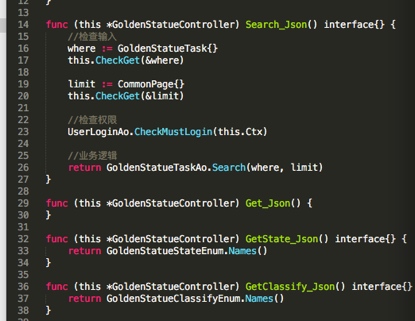 12 }
13
14 func (this *GoldenStatueController) Search_Json() interface{} {
15 //检查输入
16 where := GoldenStatueTask{}
17 this.CheckGet(&where)
18
19 limit := CommonPage{}
20 this.CheckGet(&limit)
21
22 //检查权限
23 UserLoginAo.CheckMustLogin(this.Ctx)
24
25 //业务逻辑
26 return GoldenStatueTaskAo.Search(where, limit)
27 }
28
29 func (this *GoldenStatueController) Get_Json() {
30 }
31
32 func (this *GoldenStatueController) GetState_Json() interface{} {
33 return GoldenStatueStateEnum.Names()
34 }
35
36 func (this *GoldenStatueController) GetClassify_Json() interface{}
37 return GoldenStatueClassifyEnum.Names()
38 }